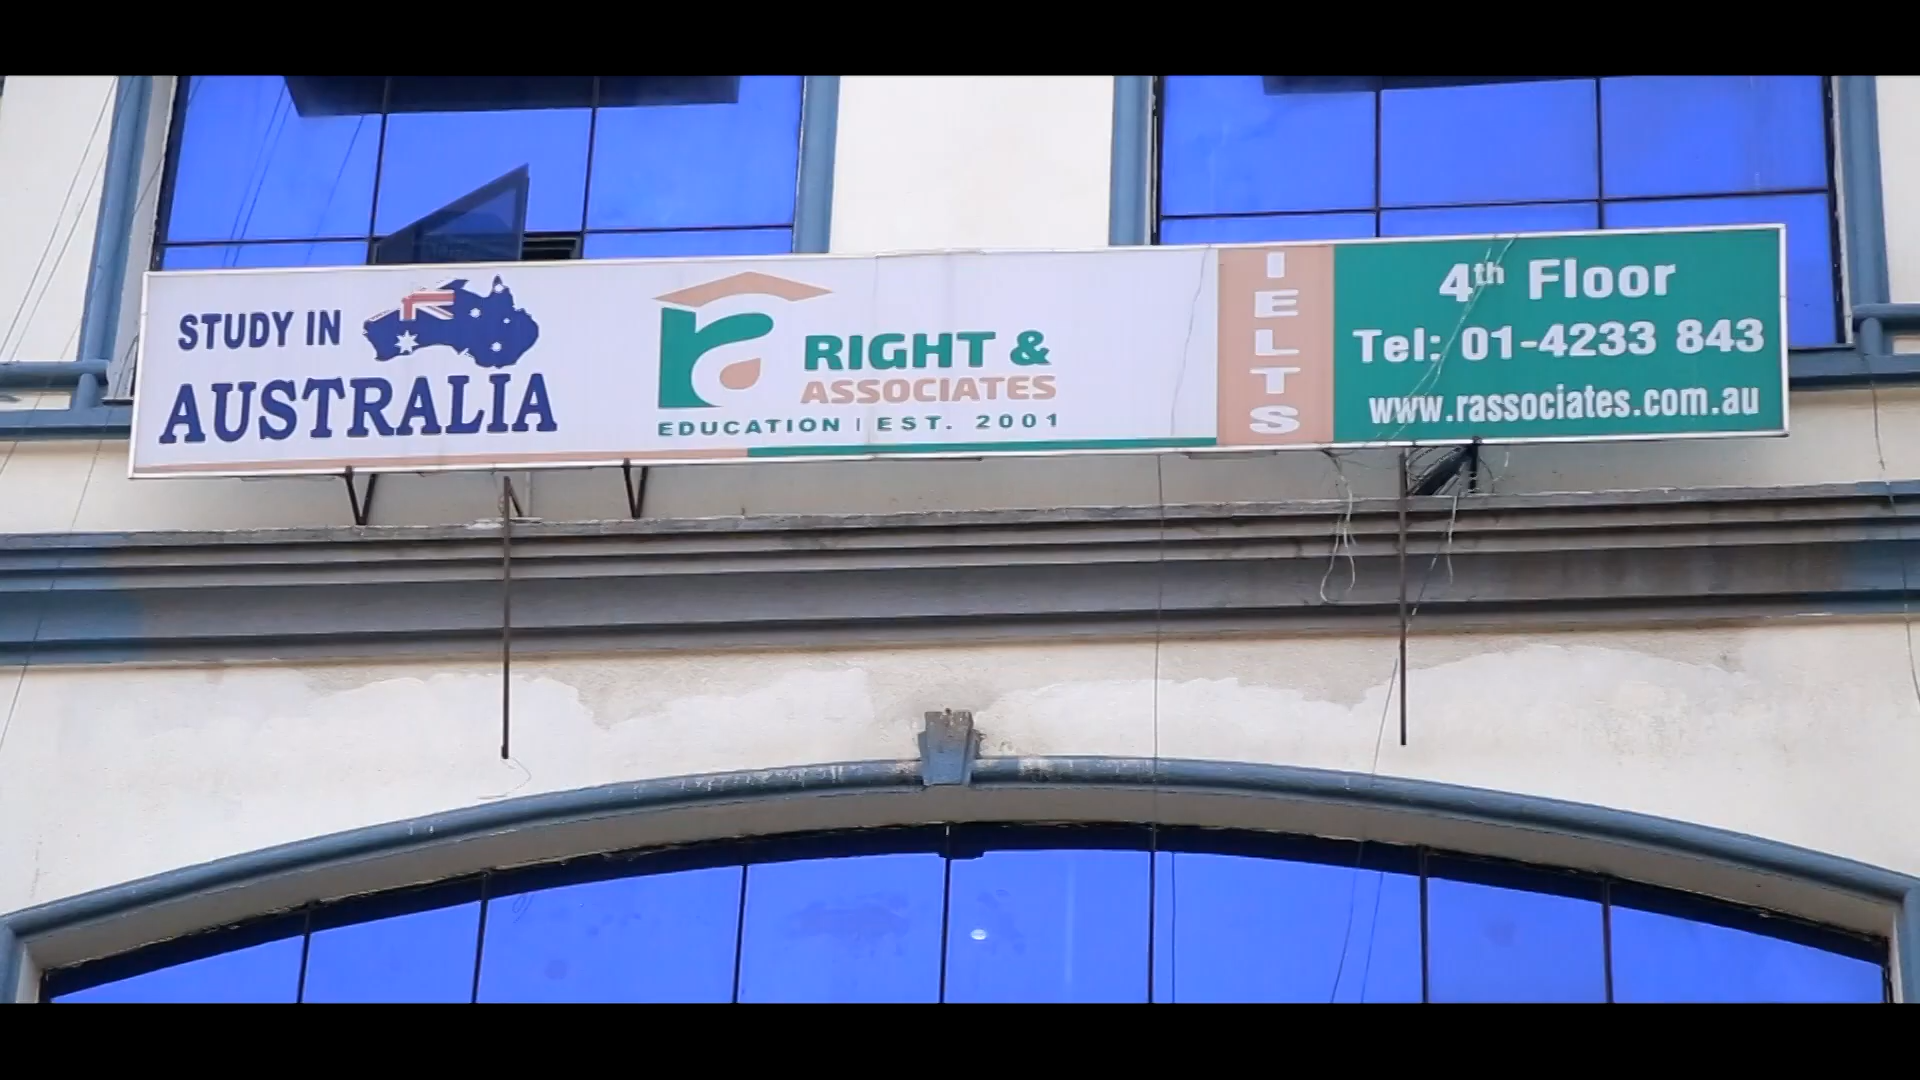 STUDY IN
AUSTRALIA
ra
RIGHT &
ASSOCIATES
EDUCATION | EST. 2001
IELTS
4th Floor
Tel: 01-4233 843
www.rassociates.com.au